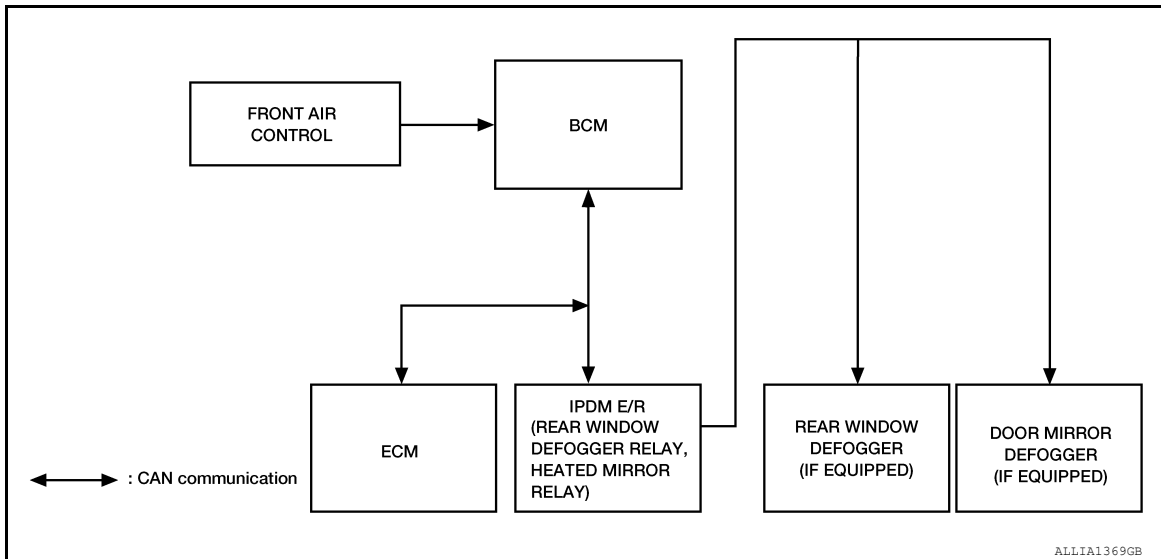 FRONT AIR
CONTROL
BCM
ECM
IPDM E/R
(REAR WINDOW
DEFOGGER RELAY,
HEATED MIRROR
RELAY)
REAR WINDOW
DEFOGGER
(IF EQUIPPED)
DOOR MIRROR
DEFOGGER
(IF EQUIPPED)
: CAN communication
ALLIA1369GB